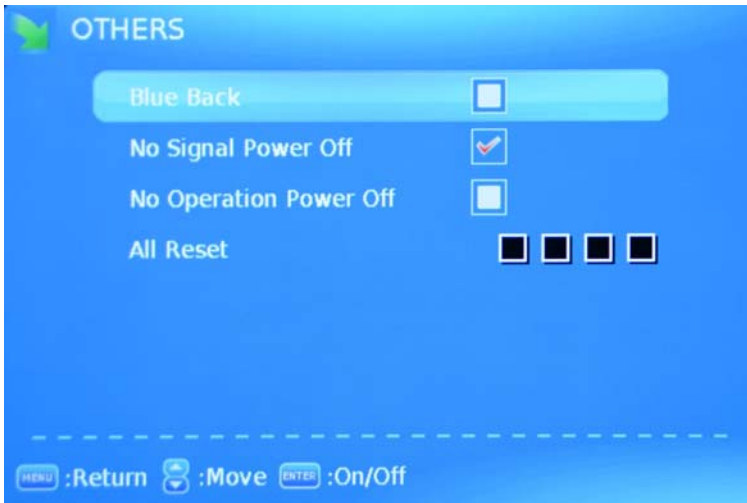 OTHERS
Blue Back
No Signal Power Off
No Operation Power Off
All Reset
MENU :Return :Move ENTER :On/Off